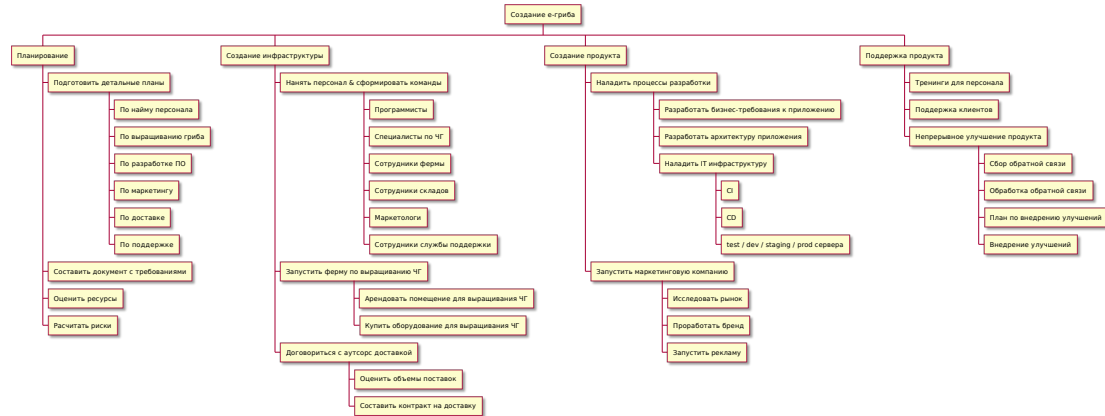 Создание е-гриба
Планирование
Подготовить детальные планы
По найму персонала
По выращиванию гриба
По разработке ПО
По маркетингу
По доставке
По поддержке
Составить документ с требованиями
Оценить ресурсы
Расчитать риски
Создание инфраструктуры
Нанять персонал & сформировать команды
Программисты
Специалисты по ЧГ
Сотрудники фермы
Сотрудники складов
Маркетологи
Сотрудники службы поддержки
Запустить ферму по выращиванию ЧГ
Арендовать помещение для выращивания ЧГ
Купить оборудование для выращивания ЧГ
Договориться с аутсорс доставкой
Оценить объемы поставок
Составить контракт на доставку
Создание продукта
Наладить процессы разработки
Разработать бизнес-требования к приложению
Разработать архитектуру приложения
Наладить IT инфраструктуру
CI
CD
test / dev / staging / prod сервера
Запустить маркетинговую компанию
Исследовать рынок
Проработать бренд
Запустить рекламу
Поддержка продукта
Тренинги для персонала
Поддержка клиентов
Непрерывное улучшение продукта
Сбор обратной связи
Обработка обратной связи
План по внедрению улучшений
Внедрение улучшений